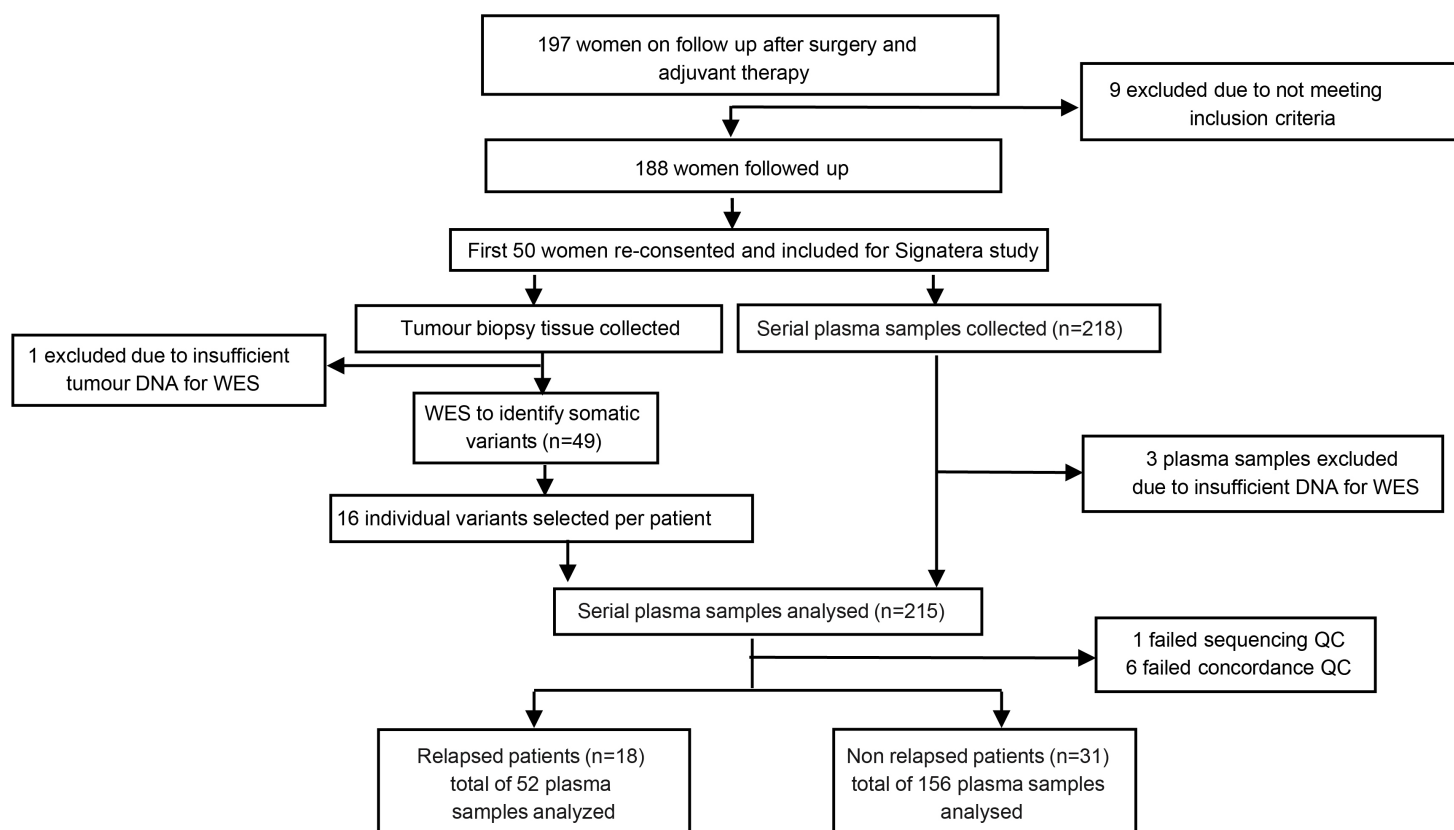 197 women on follow up after surgery and
adjuvant therapy
9 excluded due to not meeting
inclusion criteria
188 women followed up
First 50 women re-consented and included for Signatera study
Tumour biopsy tissue collected
Serial plasma samples collected (n=218)
1 excluded due to insufficient
tumour DNA for WES
WES to identify somatic
variants (n=49)
3 plasma samples excluded
due to insufficient DNA for WES
16 individual variants selected per patient
Serial plasma samples analysed (n=215)
1 failed sequencing QC
6 failed concordance QC
Relapsed patients (n=18)
total of 52 plasma
samples analyzed
Non relapsed patients (n=31)
total of 156 plasma samples
analysed